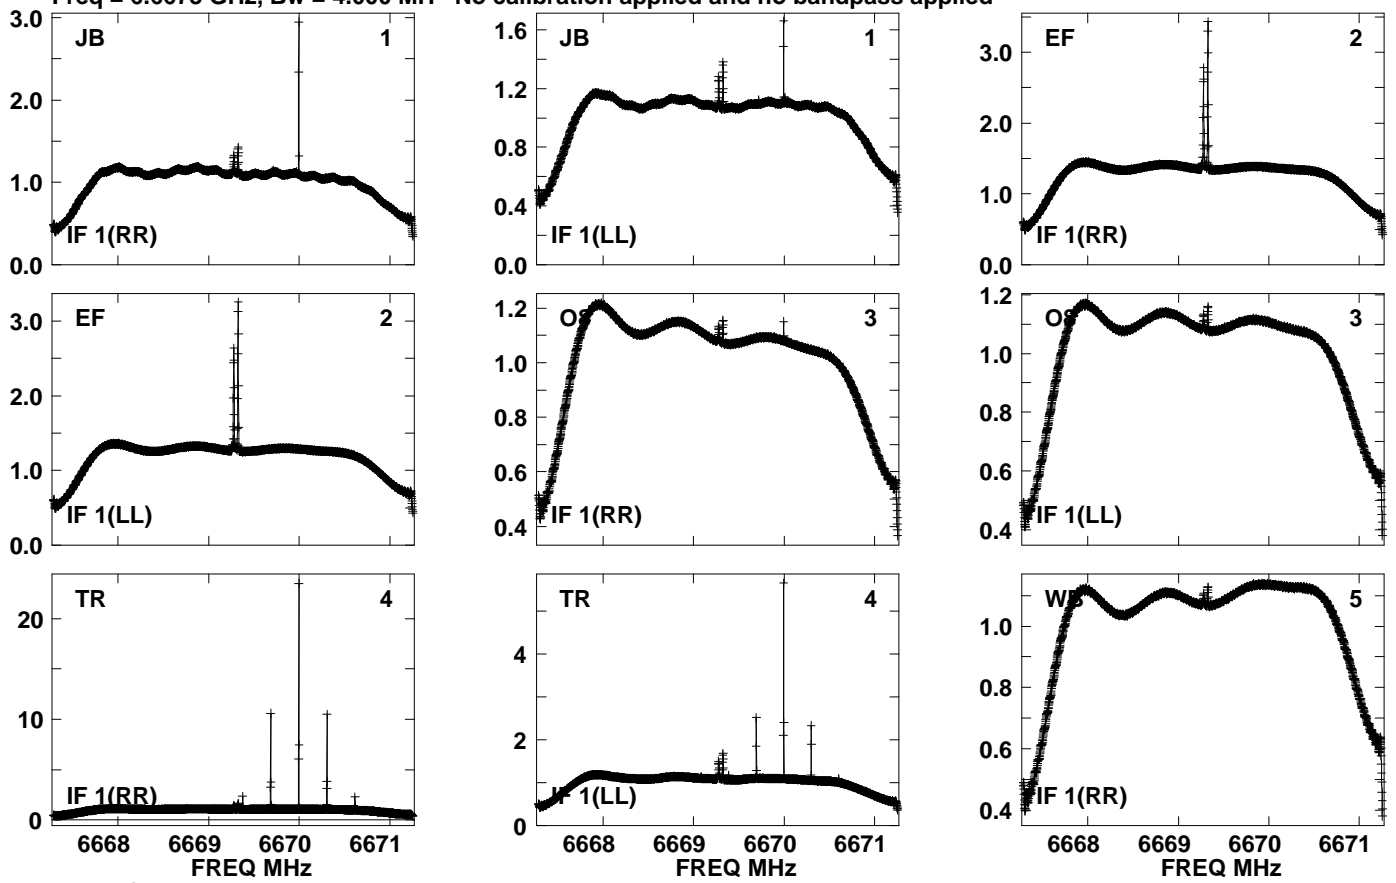 No calibration applied and no bandpass applied
JB 1
3.0
2.0
1.0
0.0
IF 1(RR)
JB 1
1.6
1.2
0.8
0.4
0.0
IF 1(LL)
EF 2
3.0
2.0
1.0
0.0
IF 1(RR)
EF 2
3.0
2.0
1.0
0.0
IF 1(LL)
O8 3
1.2
1.0
0.8
0.6
0.4
IF 1(RR)
O8 3
1.2
1.0
0.8
0.6
0.4
IF 1(LL)
TR 4
20
10
0
IF 1(RR)
6668 6669 6670 6671
FREQ MHz
TR 4
4
2
0
IF 1(LL)
6668 6669 6670 6671
FREQ MHz
WB 5
1.0
0.8
0.6
0.4
IF 1(RR)
6668 6669 6670 6671
FREQ MHz